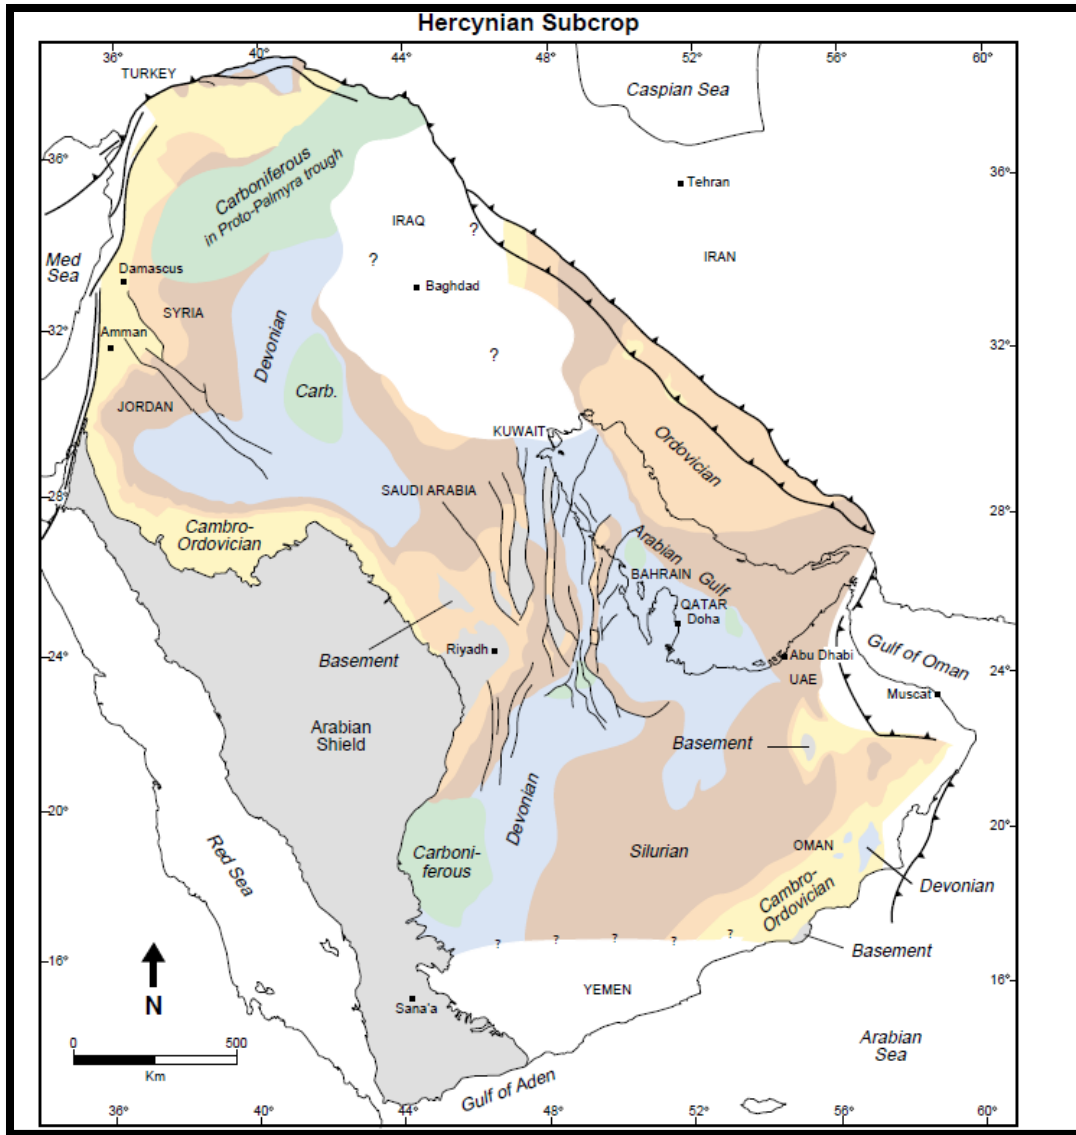 Hercynian Subcrop
36°
40°
44°
48°
52°
56°
60°
TURKEY
Caspian Sea
36°
36°
Tehran
Carboniferous
in Proto-Palmyra trough
IRAQ
?
?
IRAN
Med
Sea
Damascus
Baghdad
SYRIA
32°
Amman
Devonian
?
32°
Carb.
JORDAN
KUWAIT
Ordovician
28°
SAUDI ARABIA
28°
Cambro-
Ordovician
Arabian
Gulf
BAHRAIN
QATAR
Doha
Basement
Riyadh
24°
Abu Dhabi
UAE
Gulf of Oman
24°
Muscat
Arabian
Shield
Basement
20°
20°
Red Sea
Devonian
Carboni-
ferous
Silurian
OMAN
Cambro-
Ordovician
Devonian
?
?
?
?
?
Basement
16°
16°
N
YEMEN
Sana'a
0
500
Km
Arabian
Sea
Gulf of Aden
36°
40°
44°
48°
52°
56°
60°